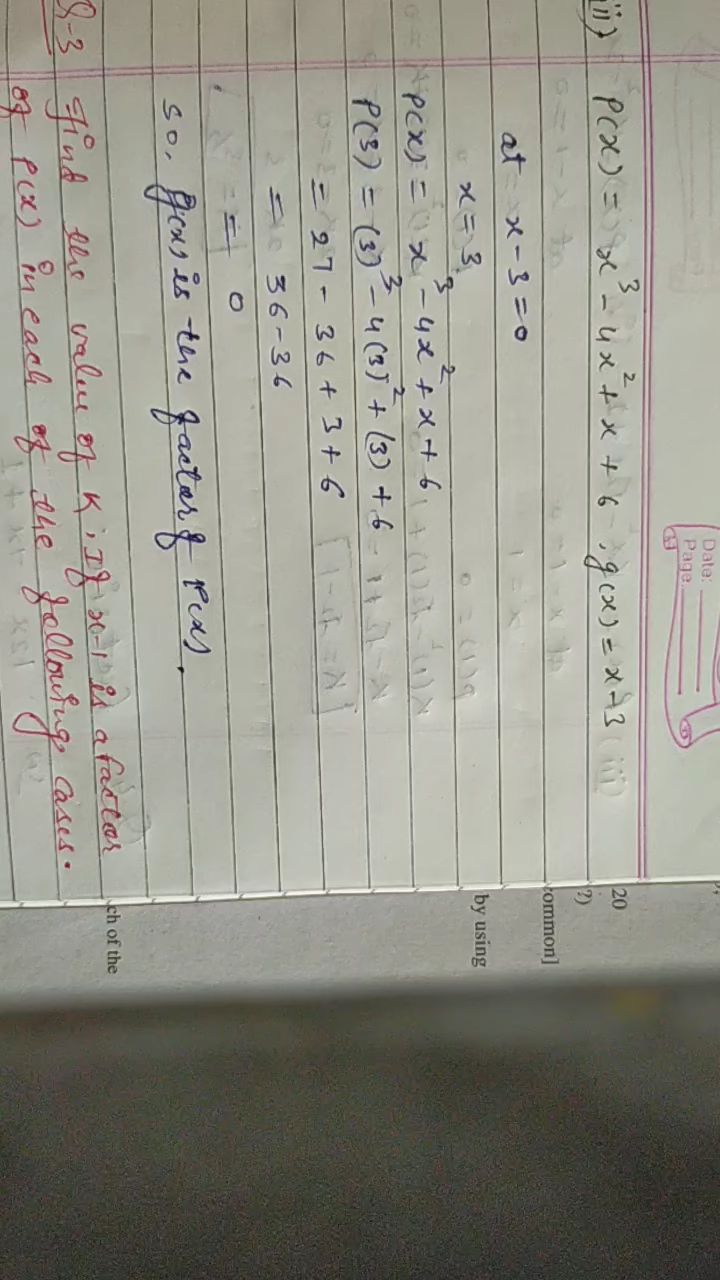 Date:
Page:
iii) p(x) = x³ - 4x² + x + 6, g(x) = x - 3
at x - 3 = 0
x = 3
p(x) = x³ - 4x² + x + 6
P(3) = (3)³ - 4(3)² + (3) + 6
= 27 - 36 + 3 + 6
= 36 - 36
= 0
so, g(x) is the factor of P(x).
Q-3 Find the value of K, If x-1 is a factor
of P(x) in each of the following cases.
20
?)
ommon]
by using
ch of the